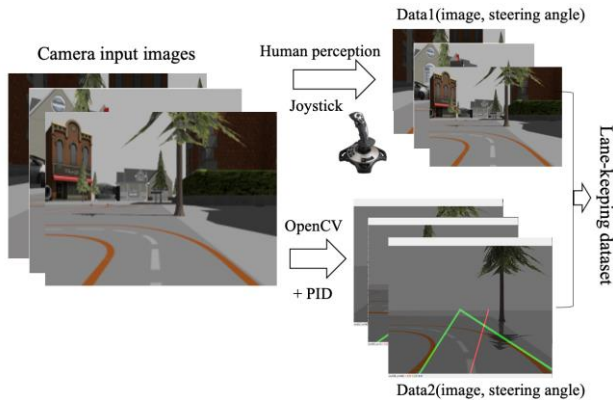 Camera input images
Human perception
Joystick
Data1(image, steering angle)
OpenCV
+ PID
Data2(image, steering angle)
Lane-keeping dataset